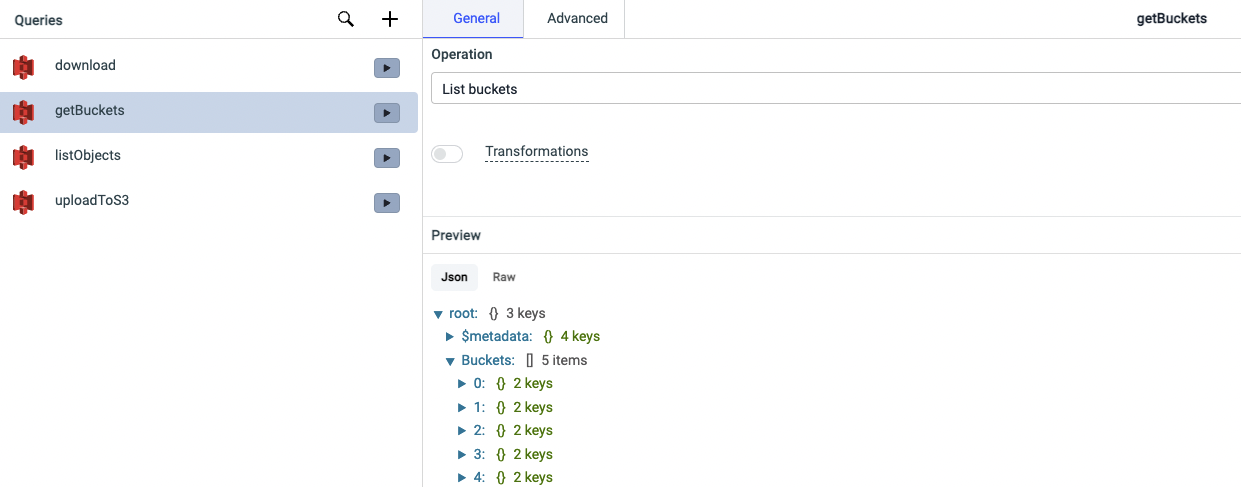 Queries
download
getBuckets
listObjects
uploadToS3
General Advanced getBuckets
Operation
List buckets
Transformations
Preview
Json Raw
root: {} 3 keys
$metadata: {} 4 keys
Buckets: [] 5 items
0: {} 2 keys
1: {} 2 keys
2: {} 2 keys
3: {} 2 keys
4: {} 2 keys